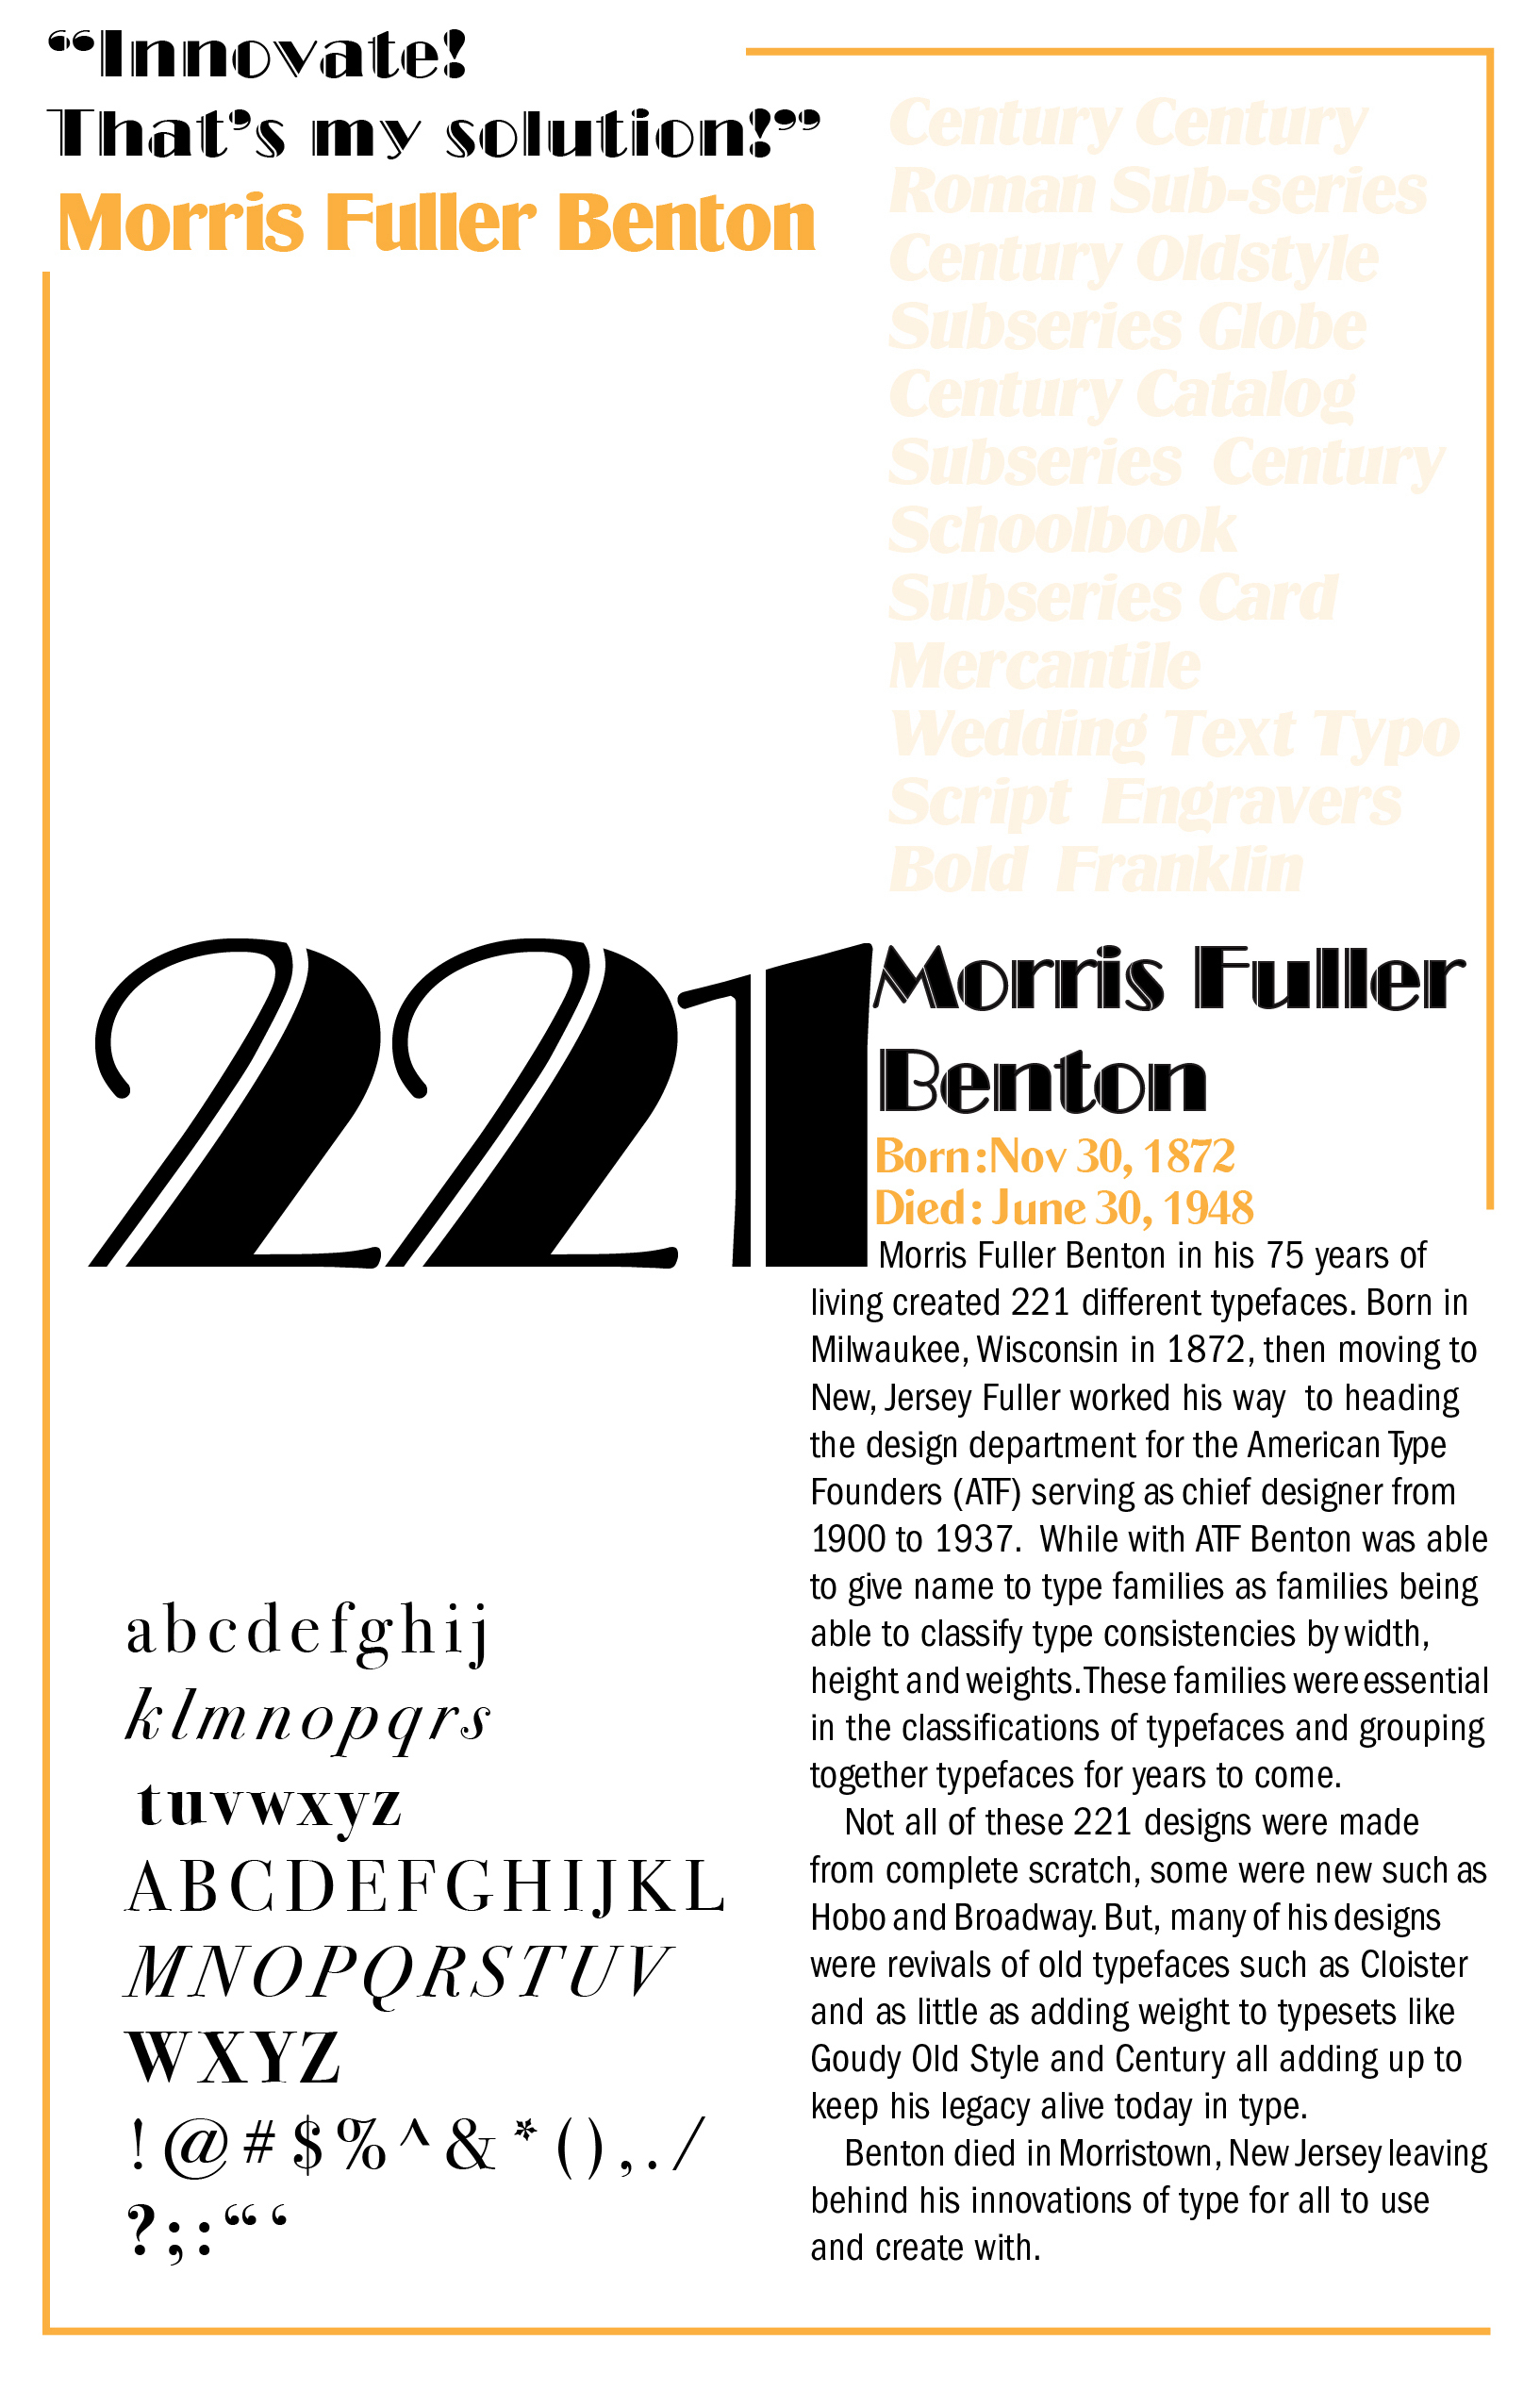 “Innovate!
That’s my solution!”
Morris Fuller Benton
Century Century
Roman Sub-series
Century Oldstyle
Subseries Globe
Century Catalog
Subseries Century
Schoolbook
Subseries Card
Mercantile
Wedding Text Typo
Script Engravers
Bold Franklin
221
Morris Fuller
Benton
Born:Nov 30, 1872
Died: June 30, 1948
Morris Fuller Benton in his 75 years of
living created 221 different typefaces. Born in
Milwaukee, Wisconsin in 1872, then moving to
New, Jersey Fuller worked his way to heading
the design department for the American Type
Founders (ATF) serving as chief designer from
1900 to 1937. While with ATF Benton was able
to give name to type families as families being
able to classify type consistencies by width,
height and weights. These families were essential
in the classifications of typefaces and grouping
together typefaces for years to come.
Not all of these 221 designs were made
from complete scratch, some were new such as
Hobo and Broadway. But, many of his designs
were revivals of old typefaces such as Cloister
and as little as adding weight to typesets like
Goudy Old Style and Century all adding up to
keep his legacy alive today in type.
Benton died in Morristown, New Jersey leaving
behind his innovations of type for all to use
and create with.
abcdefghij
klmnopqrs
tuvwxyz
ABCDEFGHIJKL
MNOPQRSTUV
WXYZ
!@#$%^&*(),./
?;:“‘